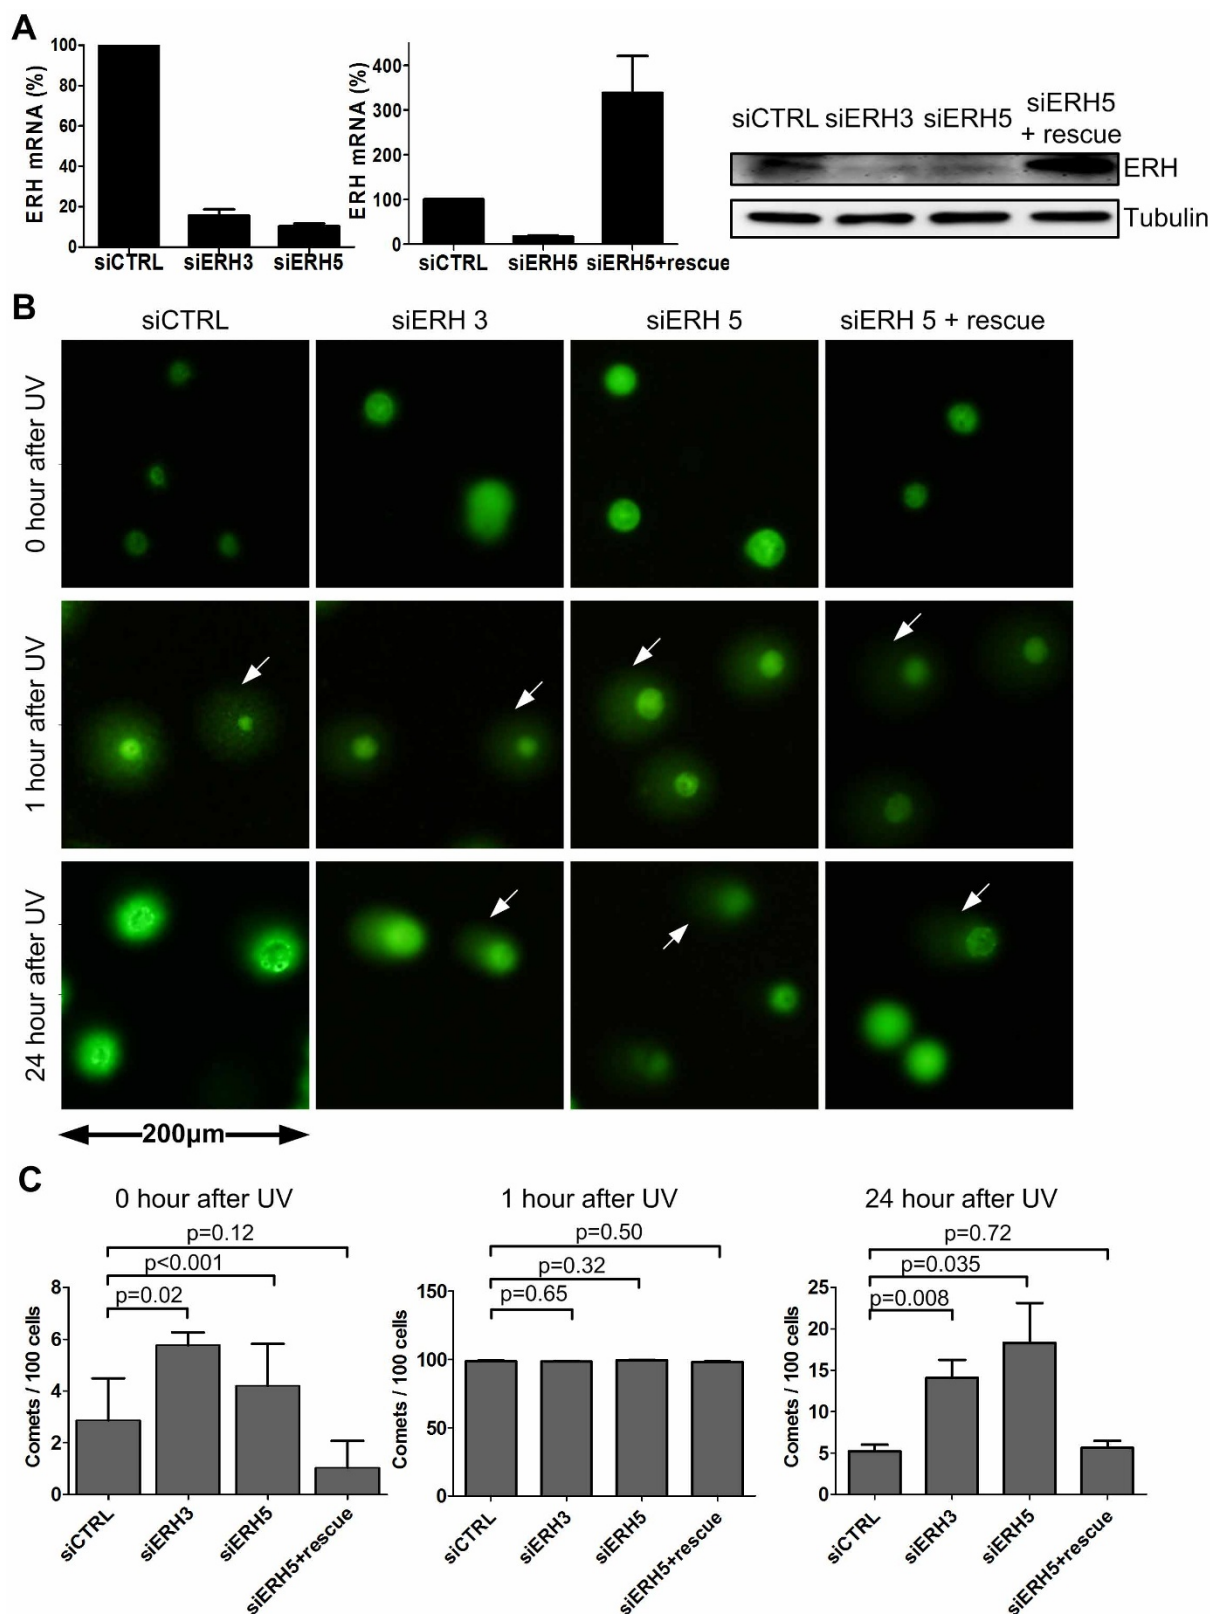 A
ERH mRNA (%)
100
80
60
40
20
0
siCTRL siERH3 siERH5
ERH mRNA (%)
400
300
200
100
0
siCTRL siERH5 siERH5+rescue
siCTRL siERH3 siERH5 siERH5
+ rescue
ERH
Tubulin
B
siCTRL siERH 3 siERH 5 siERH 5 + rescue
0 hour after UV
1 hour after UV
24 hour after UV
200µm
C
0 hour after UV
p=0.12
p<0.001
p=0.02
Comets / 100 cells
8
6
4
2
0
siCTRL siERH3 siERH5 siERH5+rescue
1 hour after UV
p=0.50
p=0.32
p=0.65
Comets / 100 cells
150
100
50
0
siCTRL siERH3 siERH5 siERH5+rescue
24 hour after UV
p=0.72
p=0.035
p=0.008
Comets / 100 cells
25
20
15
10
5
0
siCTRL siERH3 siERH5 siERH5+rescue